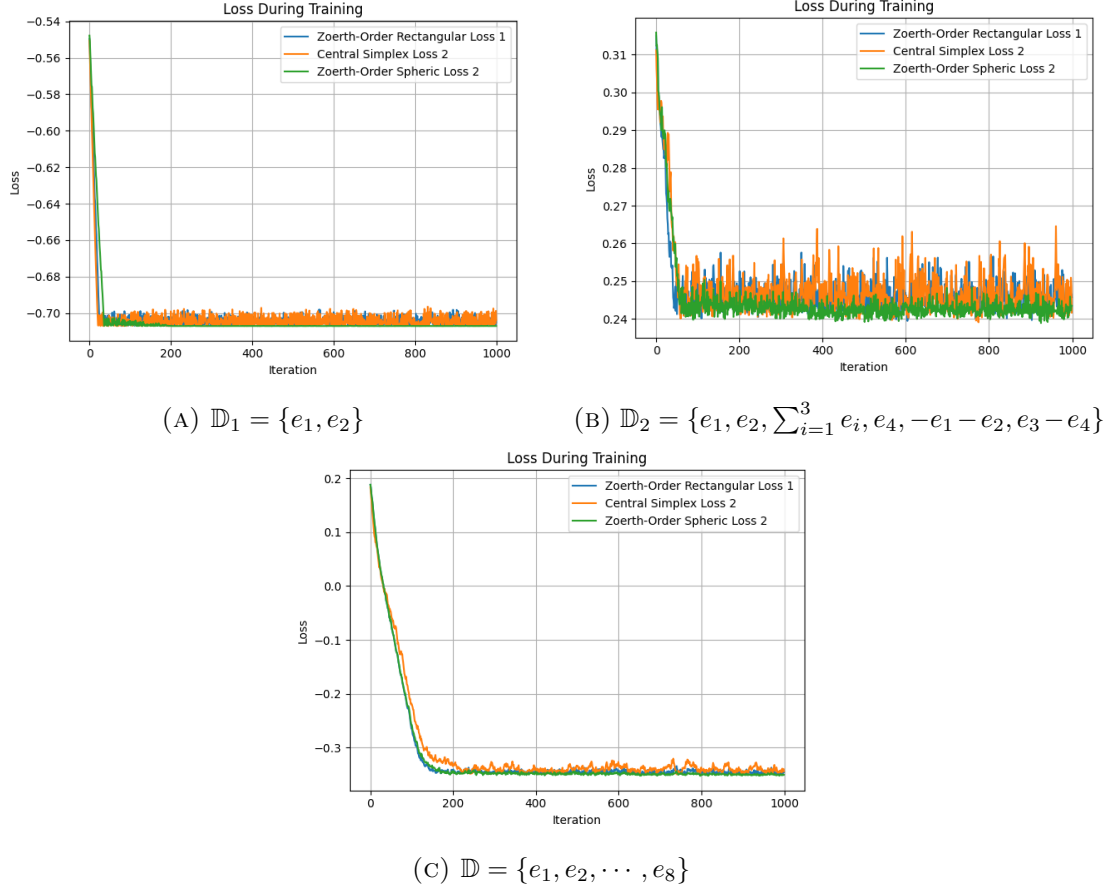 Loss During Training
−0.54
−0.56
−0.58
−0.60
−0.62
−0.64
−0.66
−0.68
−0.70
Loss
0 200 400 600 800 1000
Iteration
Zoerth-Order Rectangular Loss 1
Central Simplex Loss 2
Zoerth-Order Spheric Loss 2
(A) 𝔻₁ = {e₁, e₂}
Loss During Training
0.31
0.30
0.29
0.28
0.27
0.26
0.25
0.24
Loss
0 200 400 600 800 1000
Iteration
Zoerth-Order Rectangular Loss 1
Central Simplex Loss 2
Zoerth-Order Spheric Loss 2
(B) 𝔻₂ = {e₁, e₂, ∑³ᵢ₌₁ eᵢ, e₄, −e₁−e₂, e₃−e₄}
Loss During Training
0.2
0.1
0.0
−0.1
−0.2
−0.3
Loss
0 200 400 600 800 1000
Iteration
Zoerth-Order Rectangular Loss 1
Central Simplex Loss 2
Zoerth-Order Spheric Loss 2
(C) 𝔻 = {e₁, e₂, ⋯ , e₈}